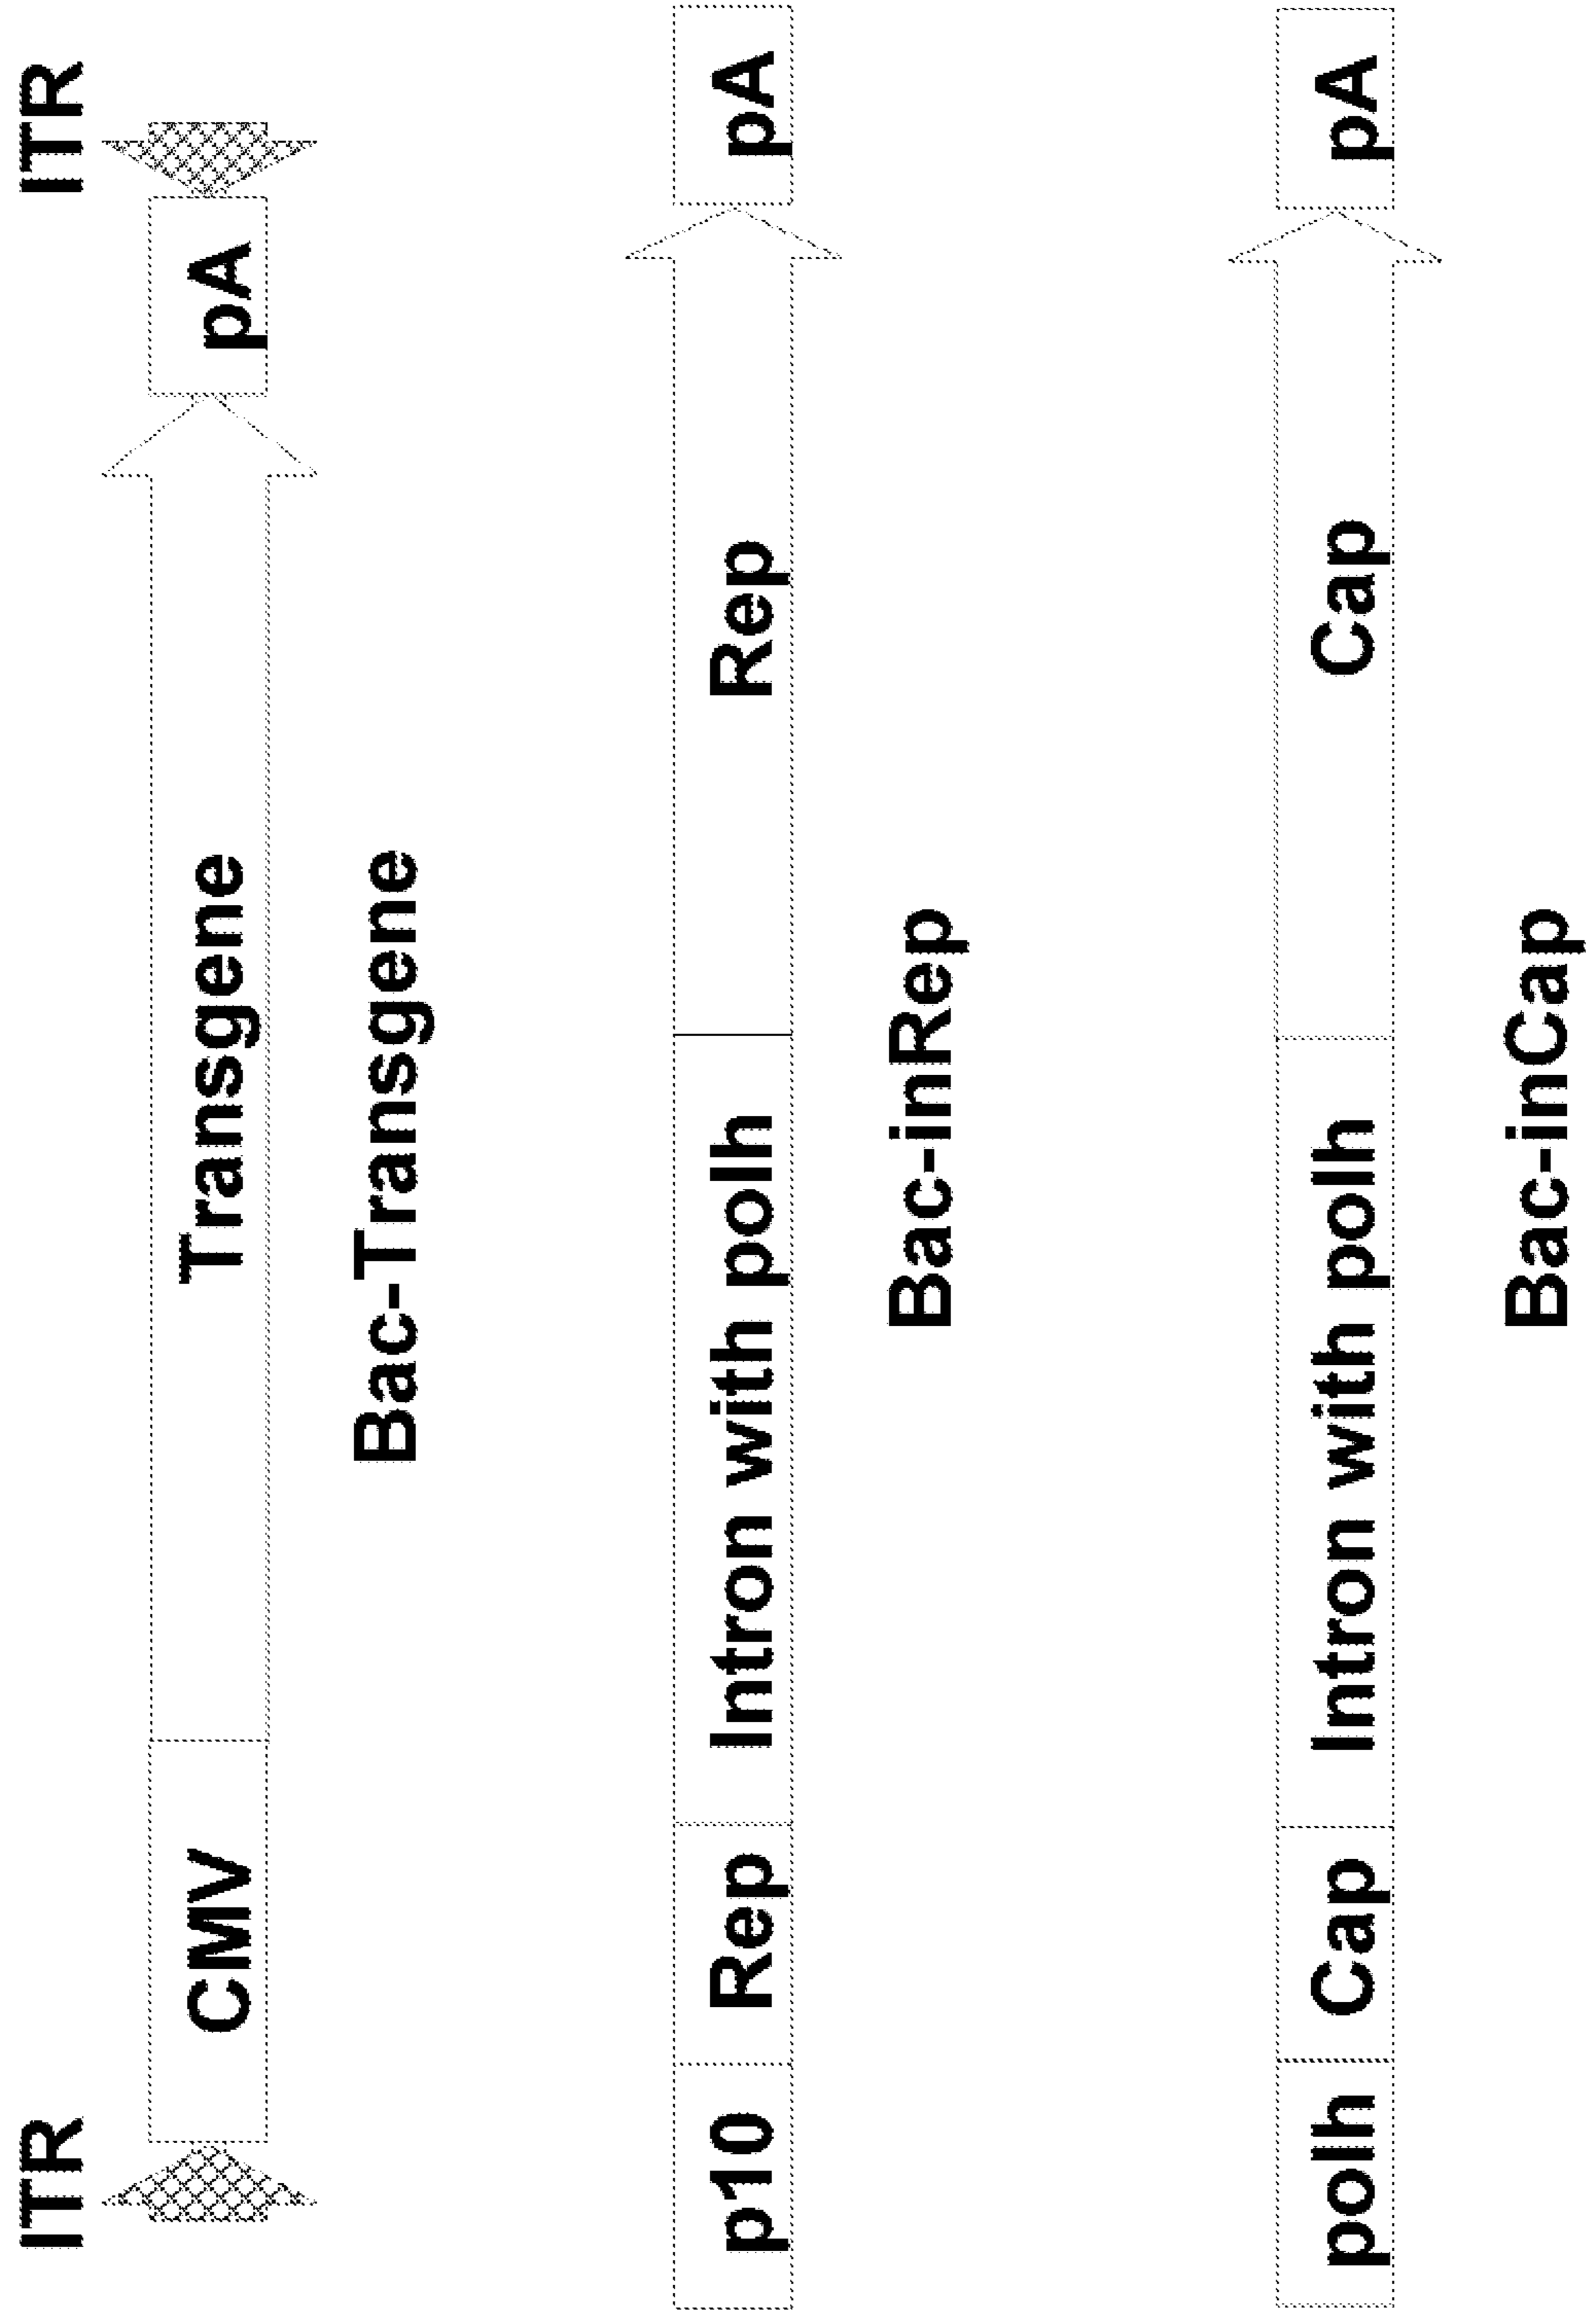 ITR ITR
CMV Transgene pA
Bac-Transgene
p10 Rep Intron with polh Rep pA
Bac-inRep
polh Cap Intron with polh Cap pA
Bac-inCap